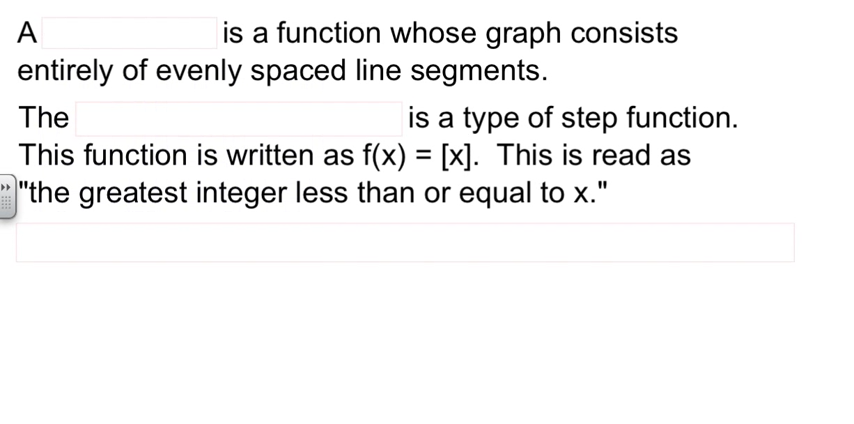 A is a function whose graph consists
entirely of evenly spaced line segments.
The is a type of step function.
This function is written as f(x) = [x]. This is read as
"the greatest integer less than or equal to x."